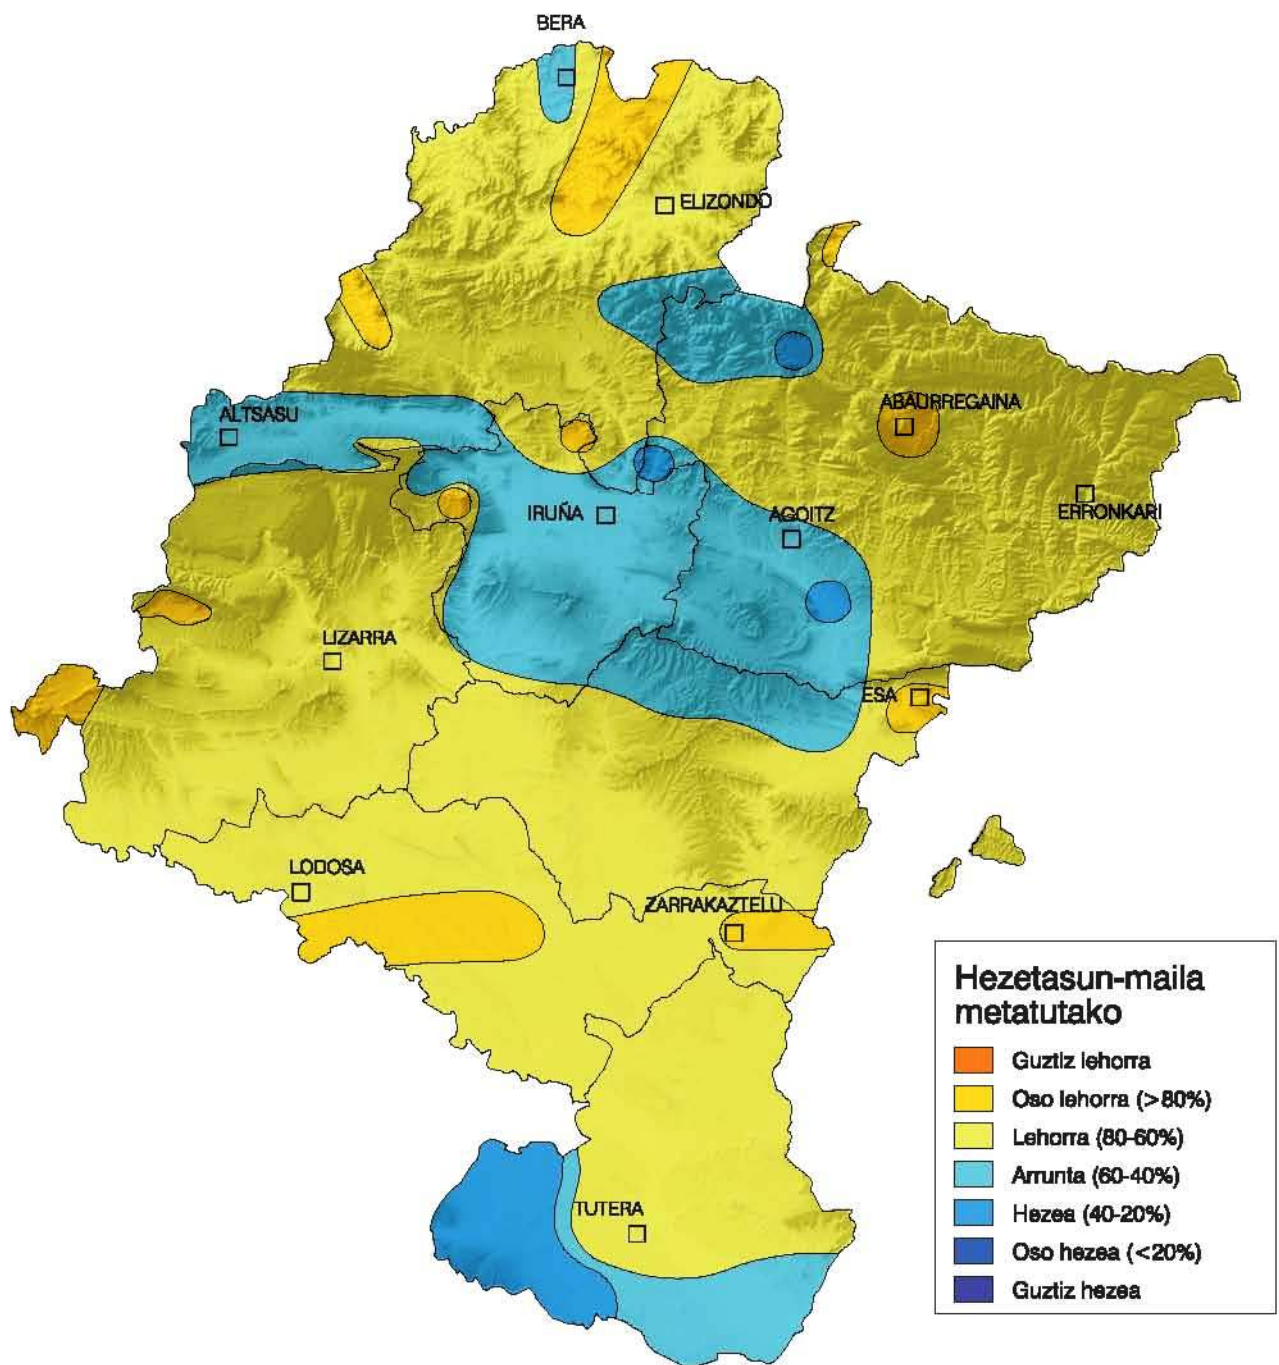 BERA
ELIZONDO
ALTSASU
ABAURREGAINA
ERRONKARI
IRUÑA
AGOITZ
LIZARRA
ESA
LODOSA
ZARRAKAZTELU
TUTERA
Hezetasun-maila
metatutako
Guztiz lehorra
Oso lehorra (>80%)
Lehorra (80-60%)
Arrunta (60-40%)
Hezea (40-20%)
Oso hezea (<20%)
Guztiz hezea